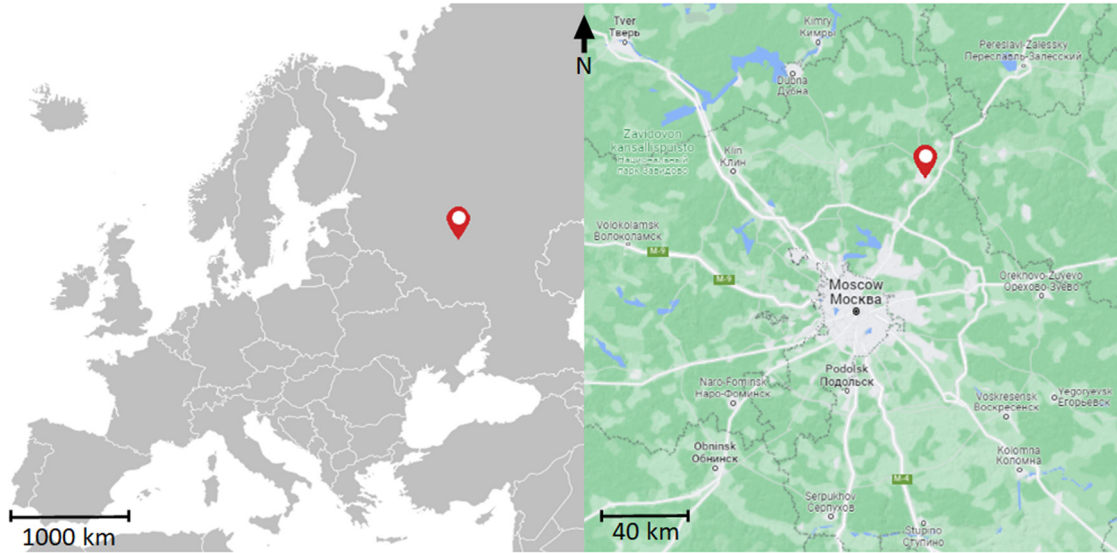 Tver
Тверь
Kimry
Кимры
Pereslavl-Zalessky
Переславль-Залесский
N
Dubna
Дубна
Zavidovon
kansallispuisto
Национальный
парк Завидово
Klin
Клин
Volokolamsk
Волоколамск
M-9
M-9
Moscow
Москва
Orekhovo-Zuyevo
Орехово-Зуево
Podolsk
Подольск
Naro-Fominsk
Наро-Фоминск
Voskresensk
Воскресенск
Yegoryevsk
Егорьевск
Obninsk
Обнинск
Kolomna
Коломна
M-4
Serpukhov
Серпухов
Stupino
Ступино
1000 km
40 km